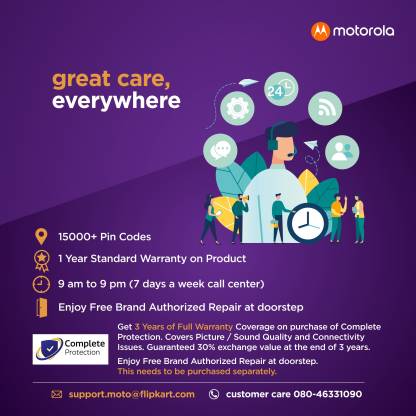 motorola
great care,
everywhere
24
15000+ Pin Codes
1 Year Standard Warranty on Product
9 am to 9 pm (7 days a week call center)
Enjoy Free Brand Authorized Repair at doorstep
Complete
Protection
Get 3 Years of Full Warranty Coverage on purchase of Complete
Protection. Covers Picture / Sound Quality and Connectivity
Issues. Guaranteed 30% exchange value at the end of 3 years.
Enjoy Free Brand Authorized Repair at doorstep.
This needs to be purchased separately.
support.moto@flipkart.com
customer care 080-46331090